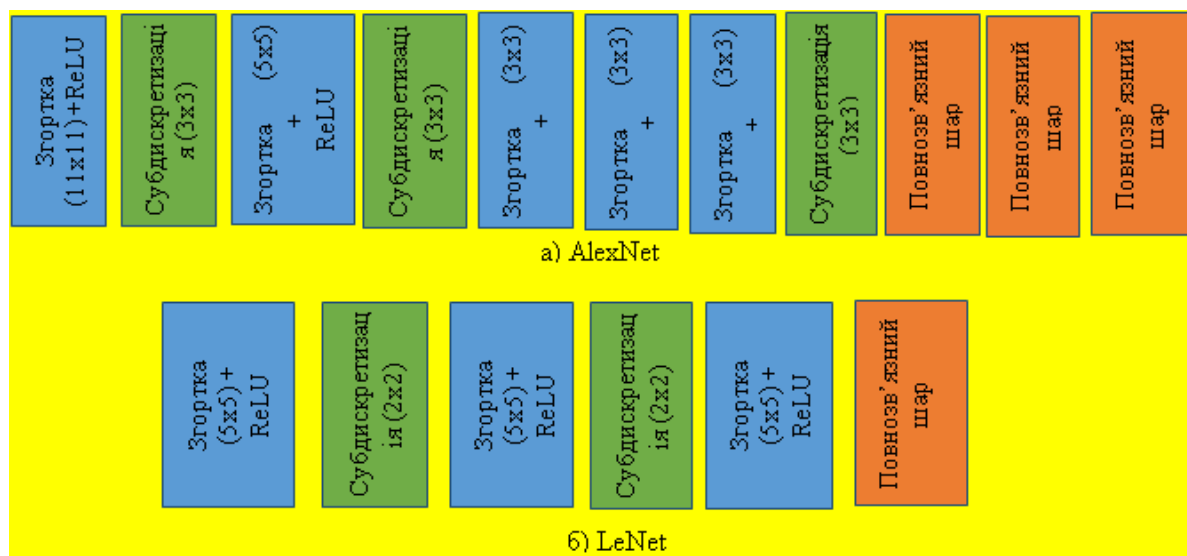 Згортка
(11x11)+ReLU
Субдискретизаці
я (3x3)
Згортка (5x5)
+
ReLU
Субдискретизаці
я (3x3)
Згортка (3x3)
+
Згортка (3x3)
+
Згортка (3x3)
+
Субдискретизація
(3x3)
Повнозв’язний
шар
Повнозв’язний
шар
Повнозв’язний
шар
а) AlexNet
Згортка
(5x5) +
ReLU
Субдискретизац
ія (2x2)
Згортка
(5x5) +
ReLU
Субдискретизац
ія (2x2)
Згортка
(5x5) +
ReLU
Повнозв’язний
шар
б) LeNet